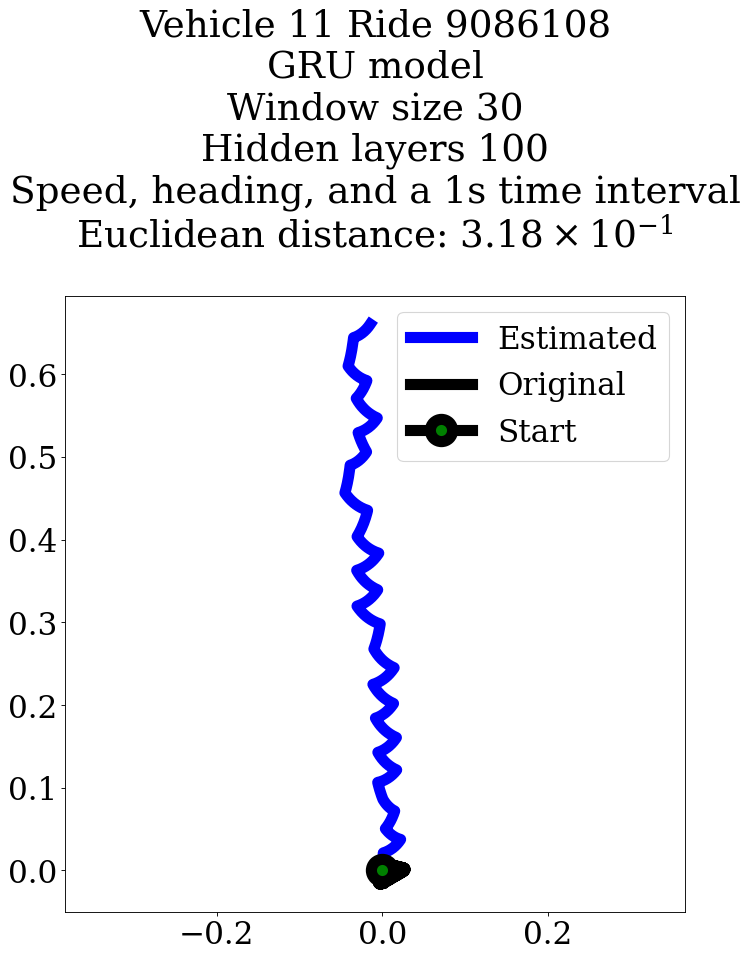 Vehicle 11 Ride 9086108
GRU model
Window size 30
Hidden layers 100
Speed, heading, and a 1s time interval
Euclidean distance: 3.18 × 10⁻¹
Estimated
Original
Start
0.6
0.5
0.4
0.3
0.2
0.1
0.0
−0.2 0.0 0.2